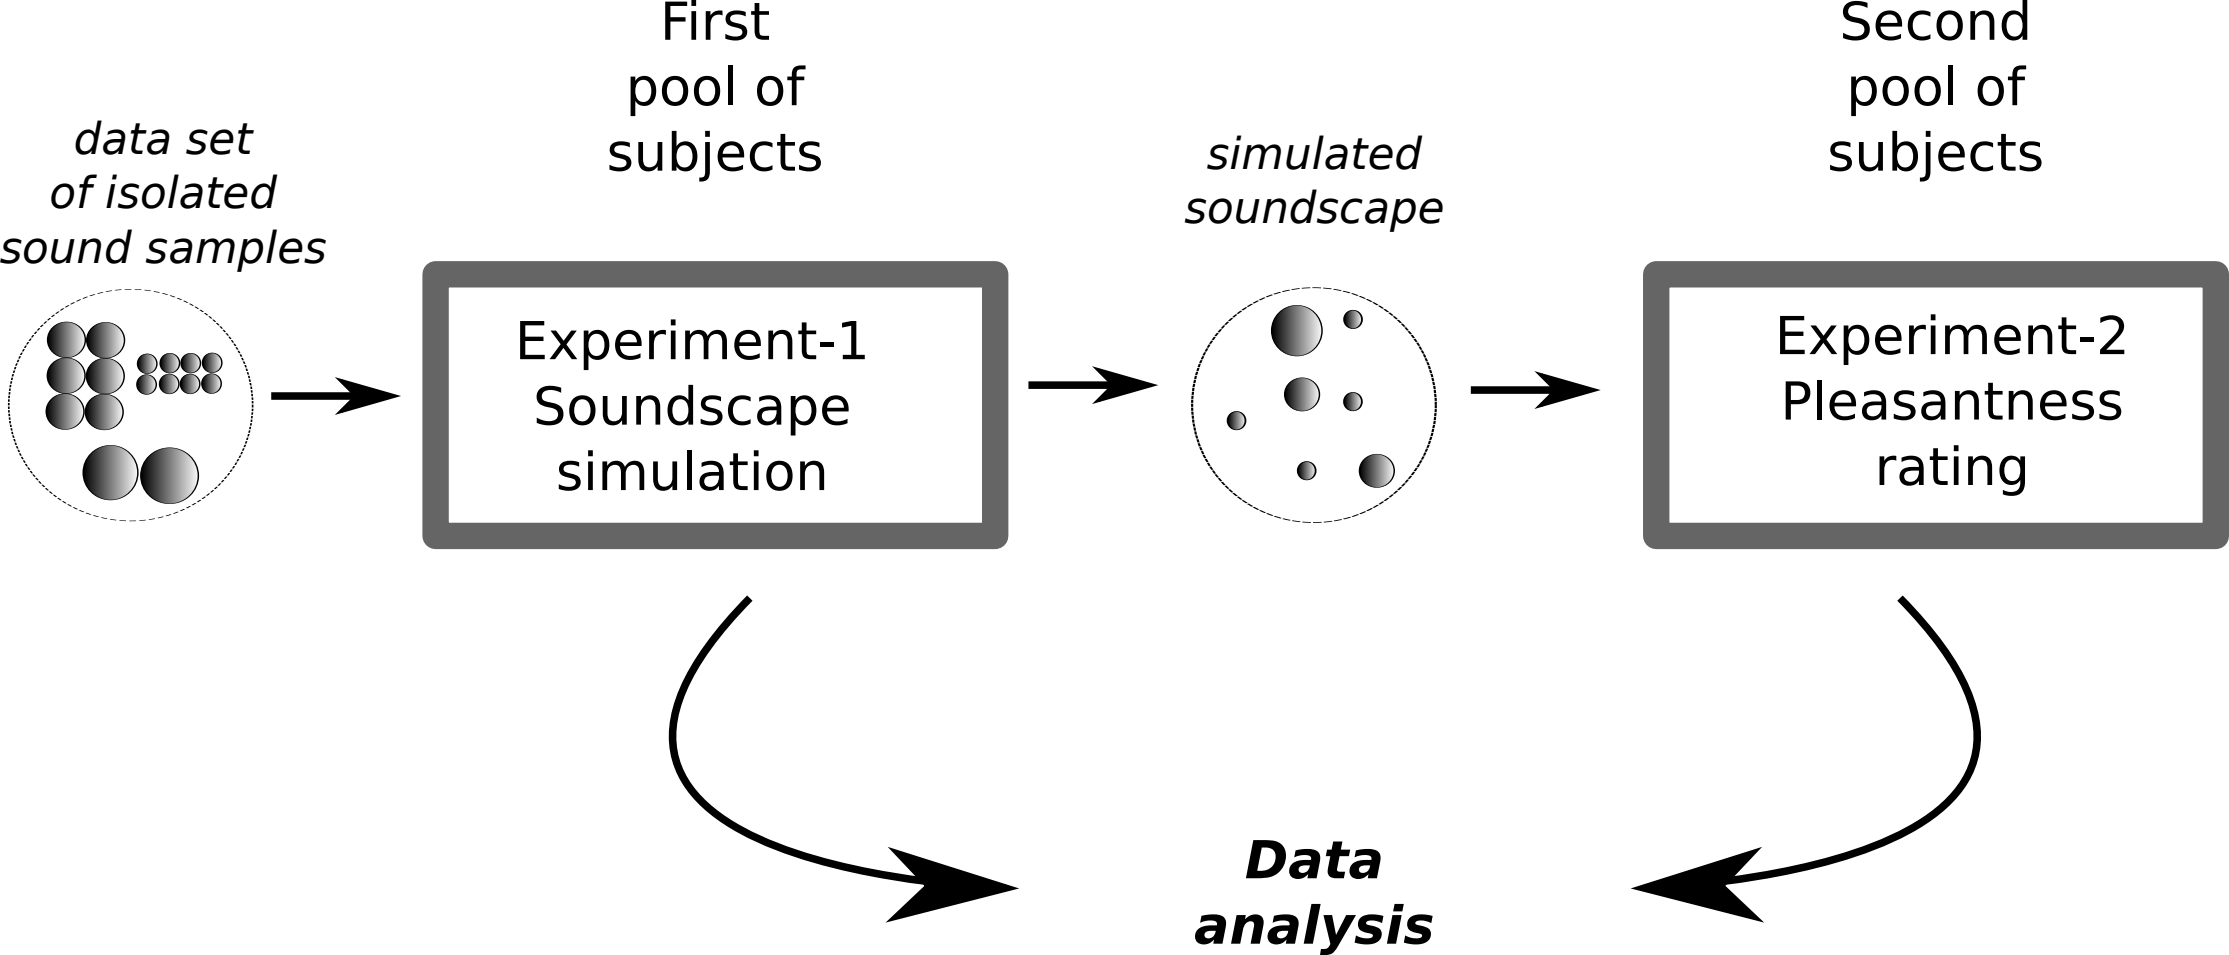 First
pool of
subjects
Second
pool of
subjects
data set
of isolated
sound samples
simulated
soundscape
Experiment-1
Soundscape
simulation
Experiment-2
Pleasantness
rating
Data
analysis